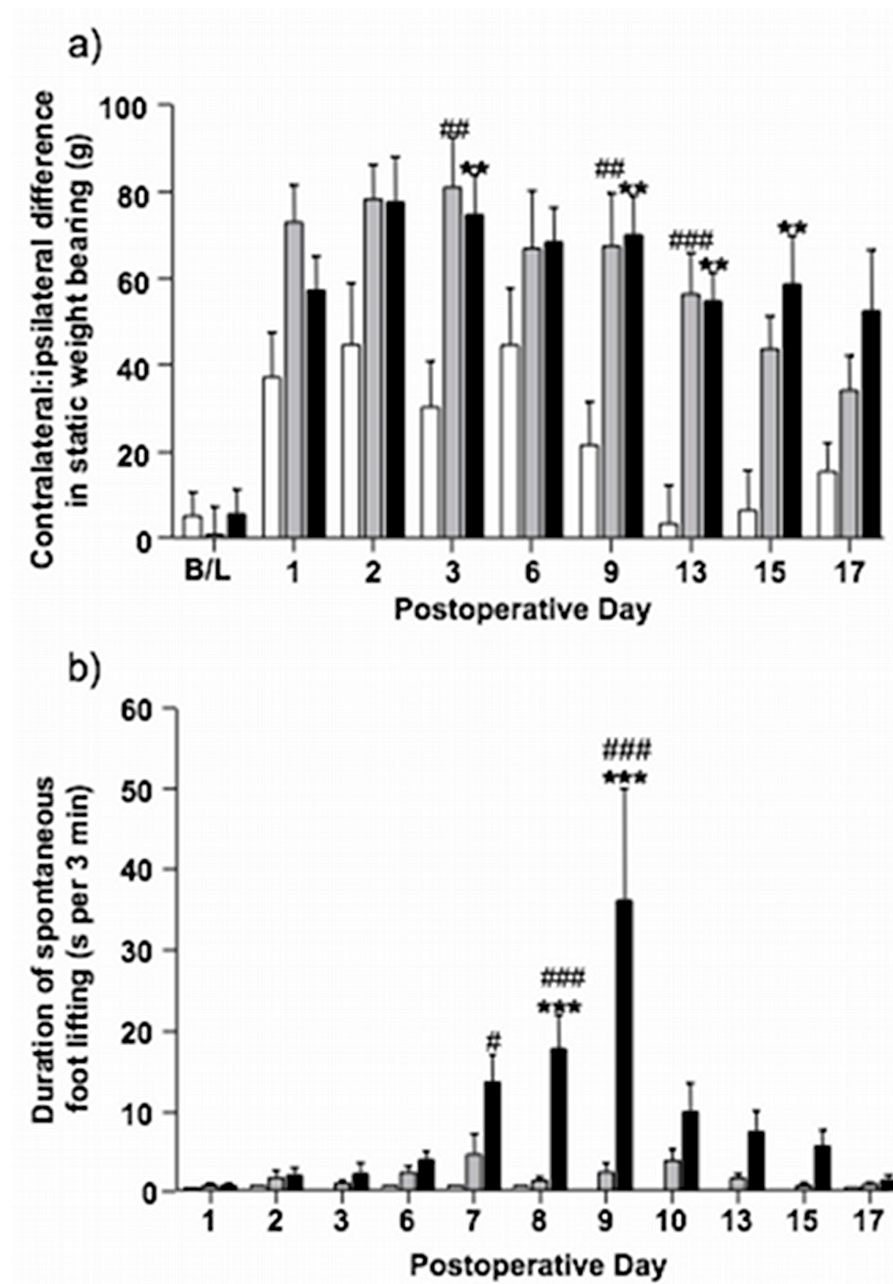 a)
Contralateral:ipsilateral difference
in static weight bearing (g)
100
80
60
40
20
0
##
**
##
**
###
**
**
B/L 1 2 3 6 9 13 15 17
Postoperative Day
b)
Duration of spontaneous
foot lifting (s per 3 min)
60
50
40
30
20
10
0
#
###
***
###
***
1 2 3 6 7 8 9 10 13 15 17
Postoperative Day